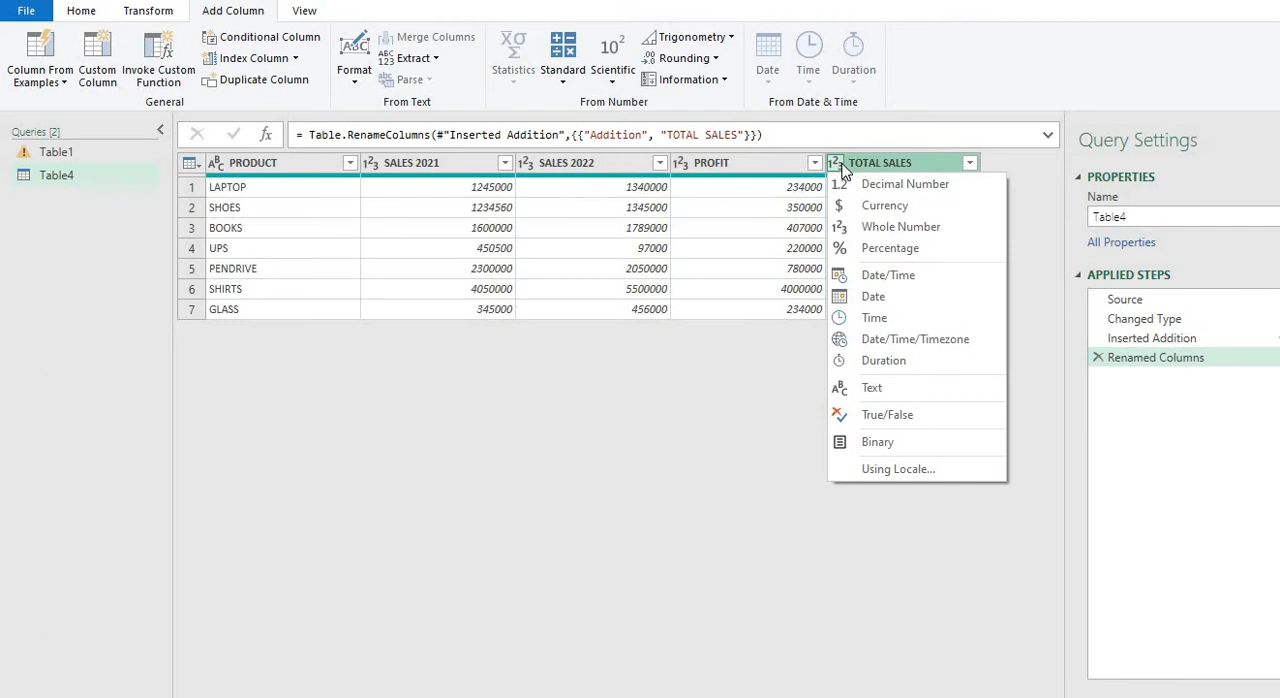 File Home Transform Add Column View
Column From Examples
Custom Column
Invoke Custom Function
Conditional Column
Index Column
Duplicate Column
General
Format
Merge Columns
Extract
Parse
From Text
Statistics
Standard
Scientific
Trigonometry
Rounding
Information
From Number
Date
Time
Duration
From Date & Time
Queries [2]
Table1
Table4
fx = Table.RenameColumns(#"Inserted Addition",{{"Addition", "TOTAL SALES"}})
PRODUCT SALES 2021 SALES 2022 PROFIT TOTAL SALES
1 LAPTOP 1245000 1340000 234000
2 SHOES 1234560 1345000 350000
3 BOOKS 1600000 1789000 407000
4 UPS 450500 97000 220000
5 PENDRIVE 2300000 2050000 780000
6 SHIRTS 4050000 5500000 4000000
7 GLASS 345000 456000 234000
1.2 Decimal Number
$ Currency
Whole Number
% Percentage
Date/Time
Date
Time
Date/Time/Timezone
Duration
Text
True/False
Binary
Using Locale...
Query Settings
PROPERTIES
Name
Table4
All Properties
APPLIED STEPS
Source
Changed Type
Inserted Addition
Renamed Columns